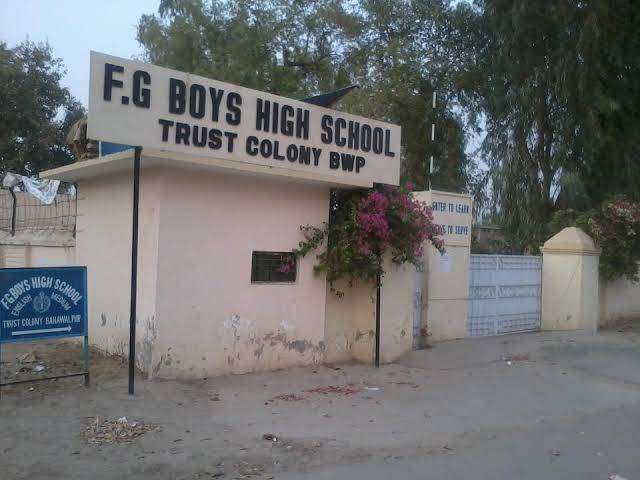 F.G BOYS HIGH SCHOOL
TRUST COLONY BWP
ENTER TO LEARN
TO SERVE
F.G BOYS HIGH SCHOOL
ENGLISH MEDIUM
TRUST COLONY BAHAWALPUR